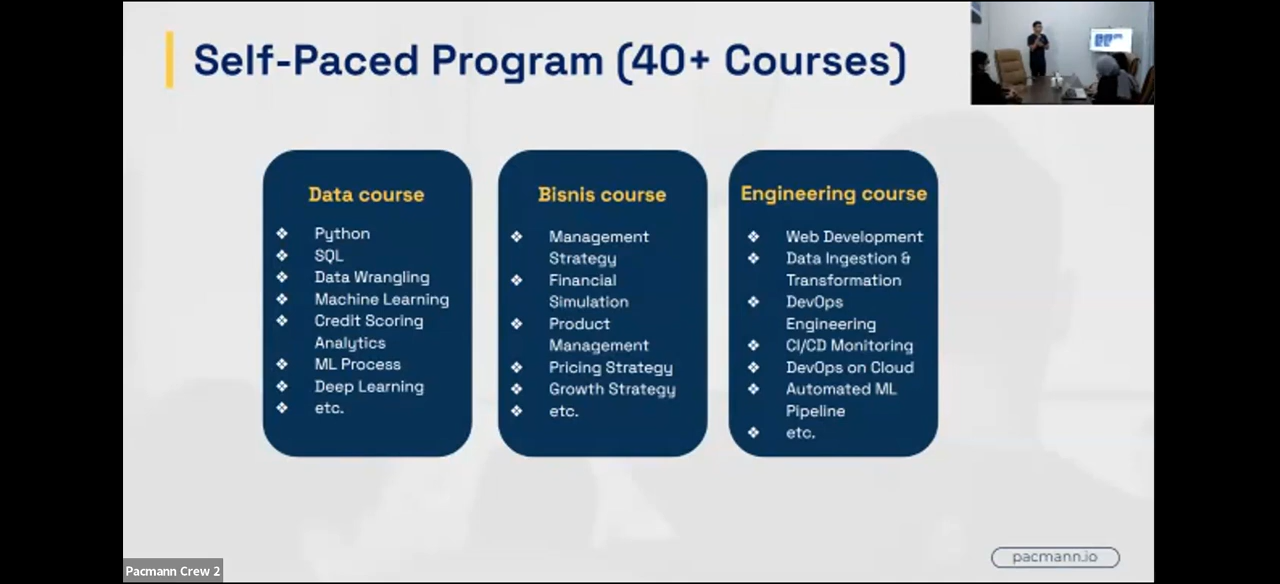 Self-Paced Program (40+ Courses)
Data course
❖ Python
❖ SQL
❖ Data Wrangling
❖ Machine Learning
❖ Credit Scoring
Analytics
❖ ML Process
❖ Deep Learning
❖ etc.
Bisnis course
❖ Management
Strategy
❖ Financial
Simulation
❖ Product
Management
❖ Pricing Strategy
❖ Growth Strategy
❖ etc.
Engineering course
❖ Web Development
❖ Data Ingestion &
Transformation
❖ DevOps
Engineering
❖ CI/CD Monitoring
❖ DevOps on Cloud
❖ Automated ML
Pipeline
❖ etc.
pacmann.io
Pacmann Crew 2